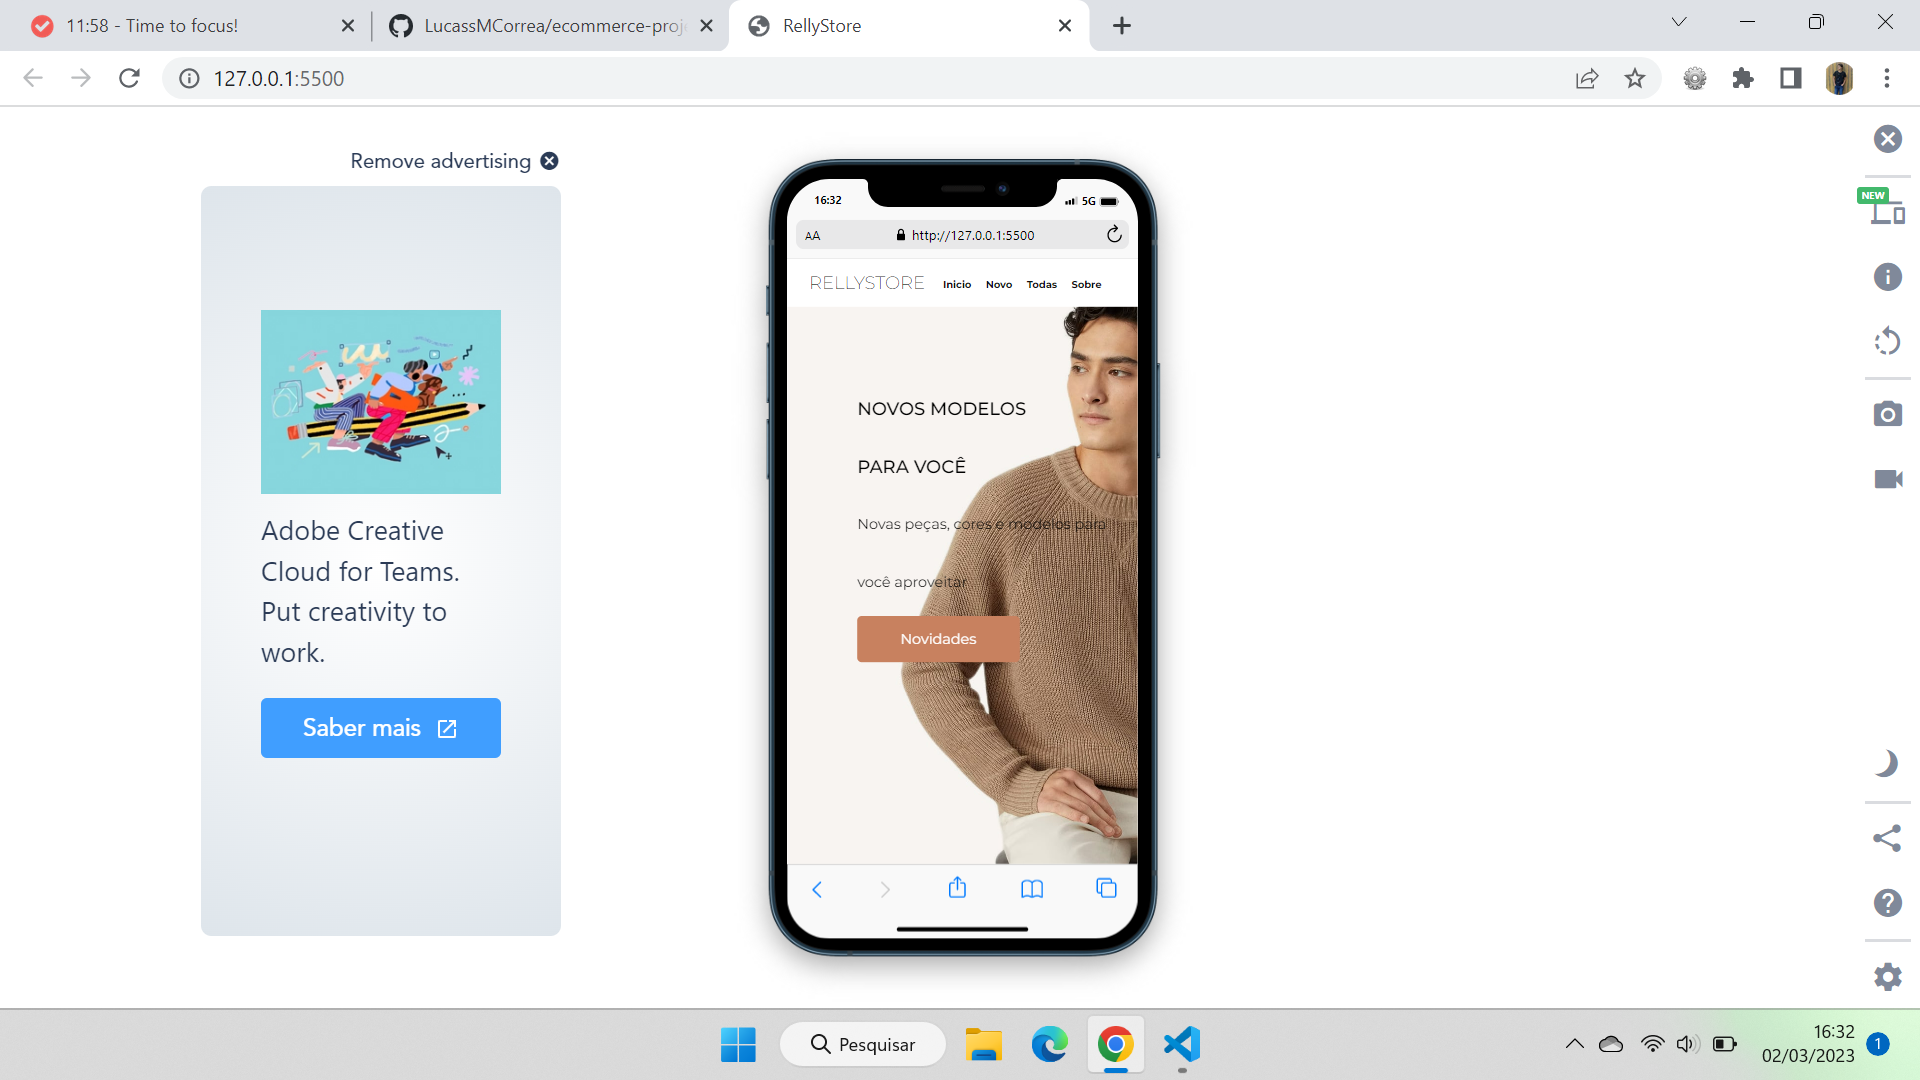 11:58 - Time to focus!
LucassMCorrea/ecommerce-proj
RellyStore
127.0.0.1:5500
Remove advertising
Adobe Creative
Cloud for Teams.
Put creativity to
work.
Saber mais
16:32
5G
AA
http://127.0.0.1:5500
RELLYSTORE Inicio Novo Todas Sobre
NOVOS MODELOS
PARA VOCÊ
Novas peças, cores e modelos para
você aproveitar
Novidades
NEW
Pesquisar
16:32
02/03/2023
1